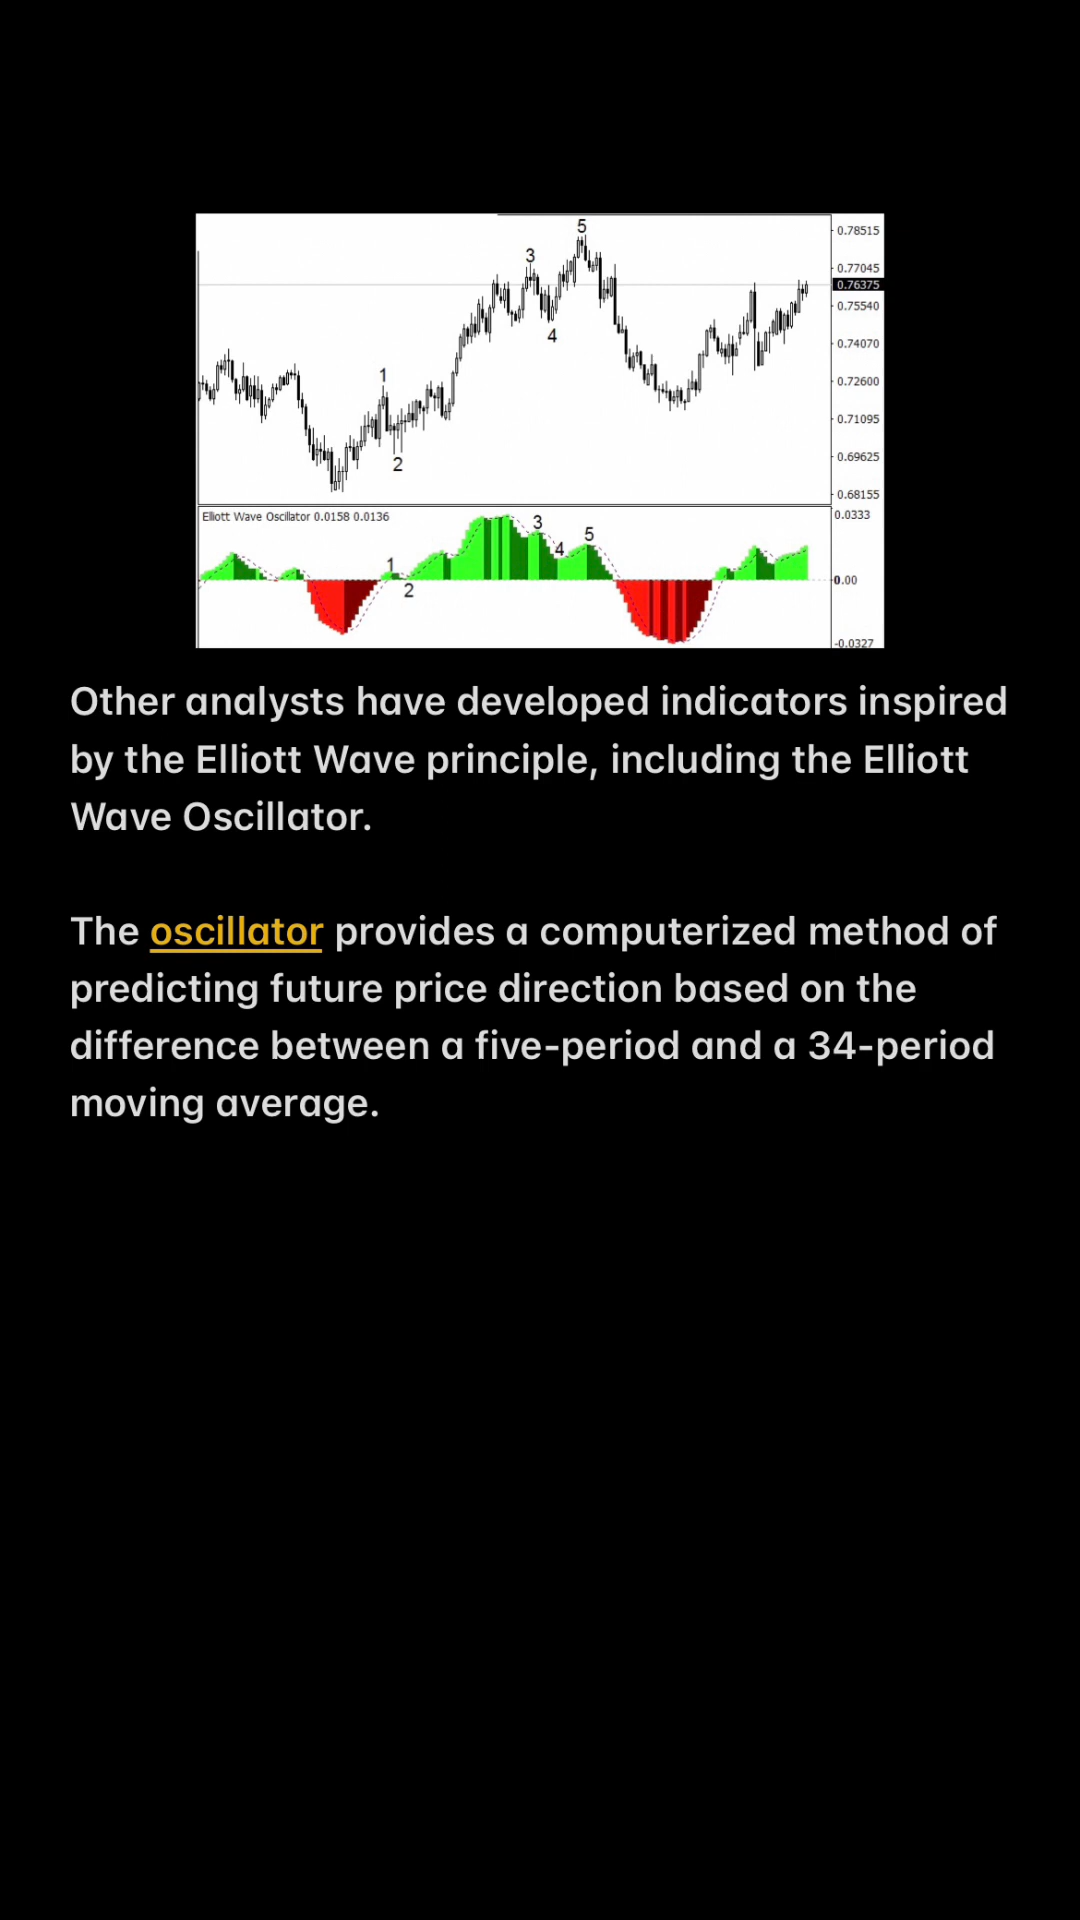 5
3
4
1
2
0.78515
0.77045
0.76375
0.75540
0.74070
0.72600
0.71095
0.69625
0.68155
Elliott Wave Oscillator 0.0158 0.0136
1
2
3
4
5
0.0333
0.00
-0.0327
Other analysts have developed indicators inspired
by the Elliott Wave principle, including the Elliott
Wave Oscillator.
The oscillator provides a computerized method of
predicting future price direction based on the
difference between a five-period and a 34-period
moving average.